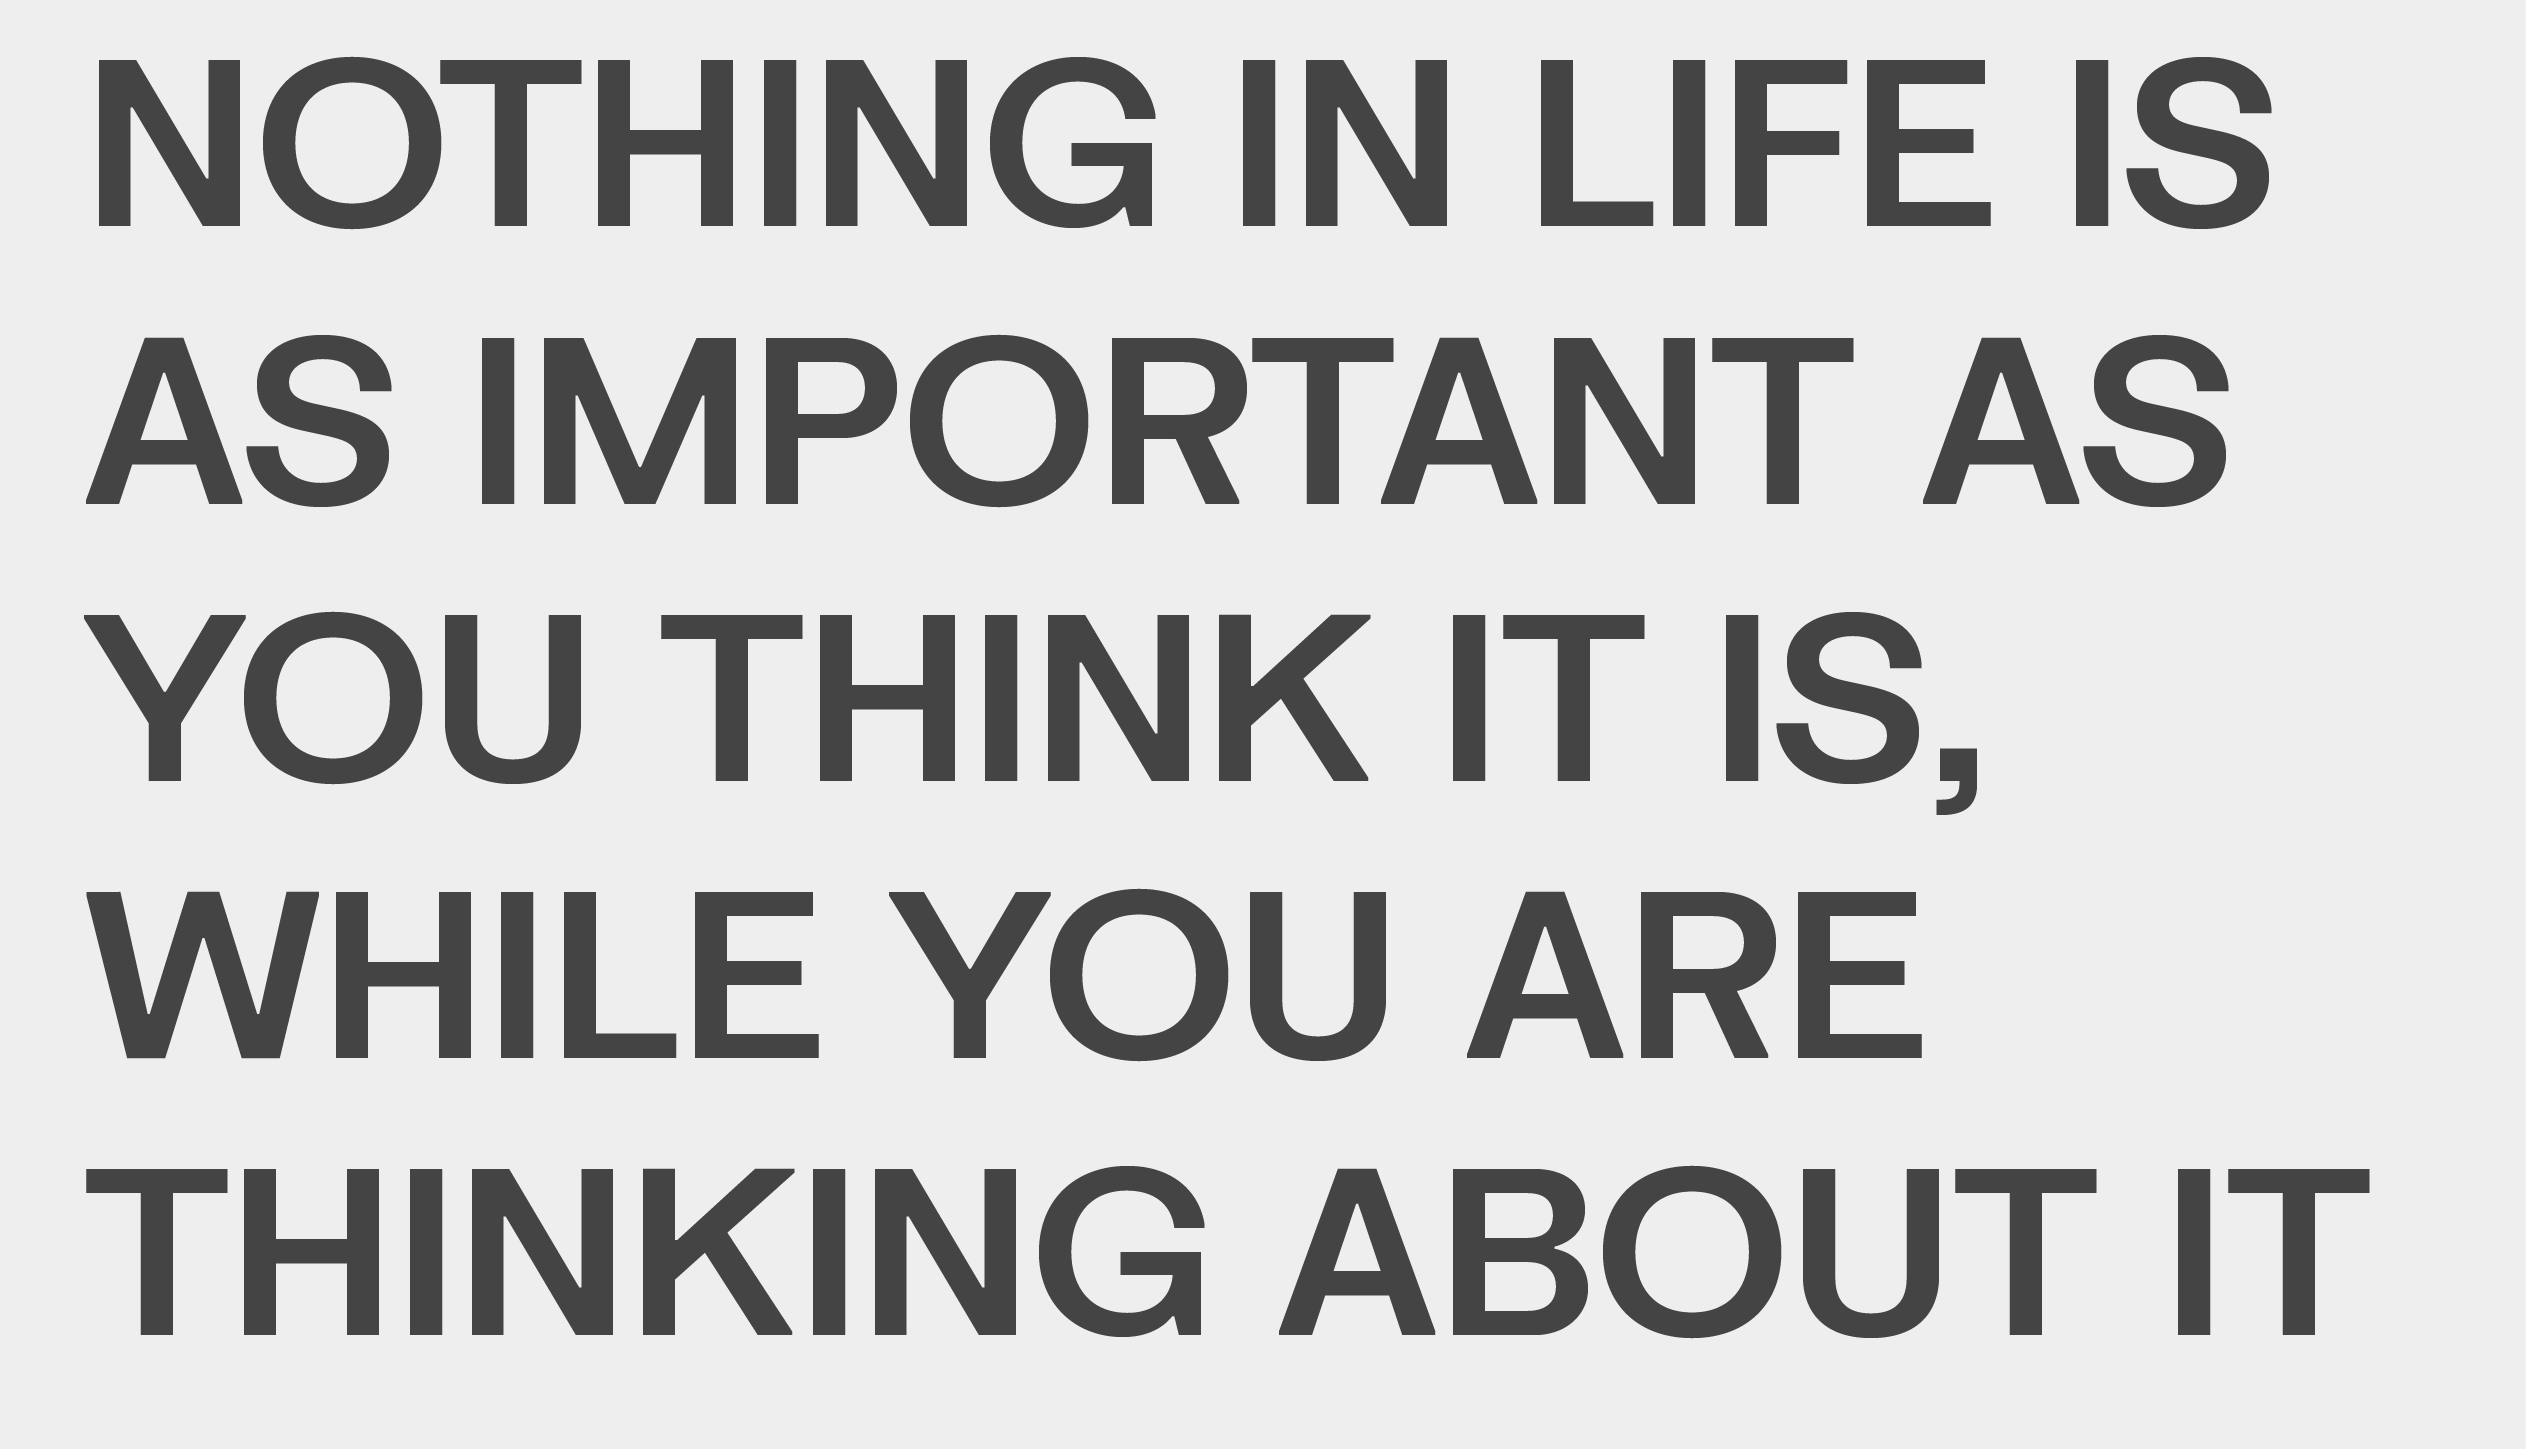 NOTHING IN LIFE IS
AS IMPORTANT AS
YOU THINK IT IS,
WHILE YOU ARE
THINKING ABOUT IT